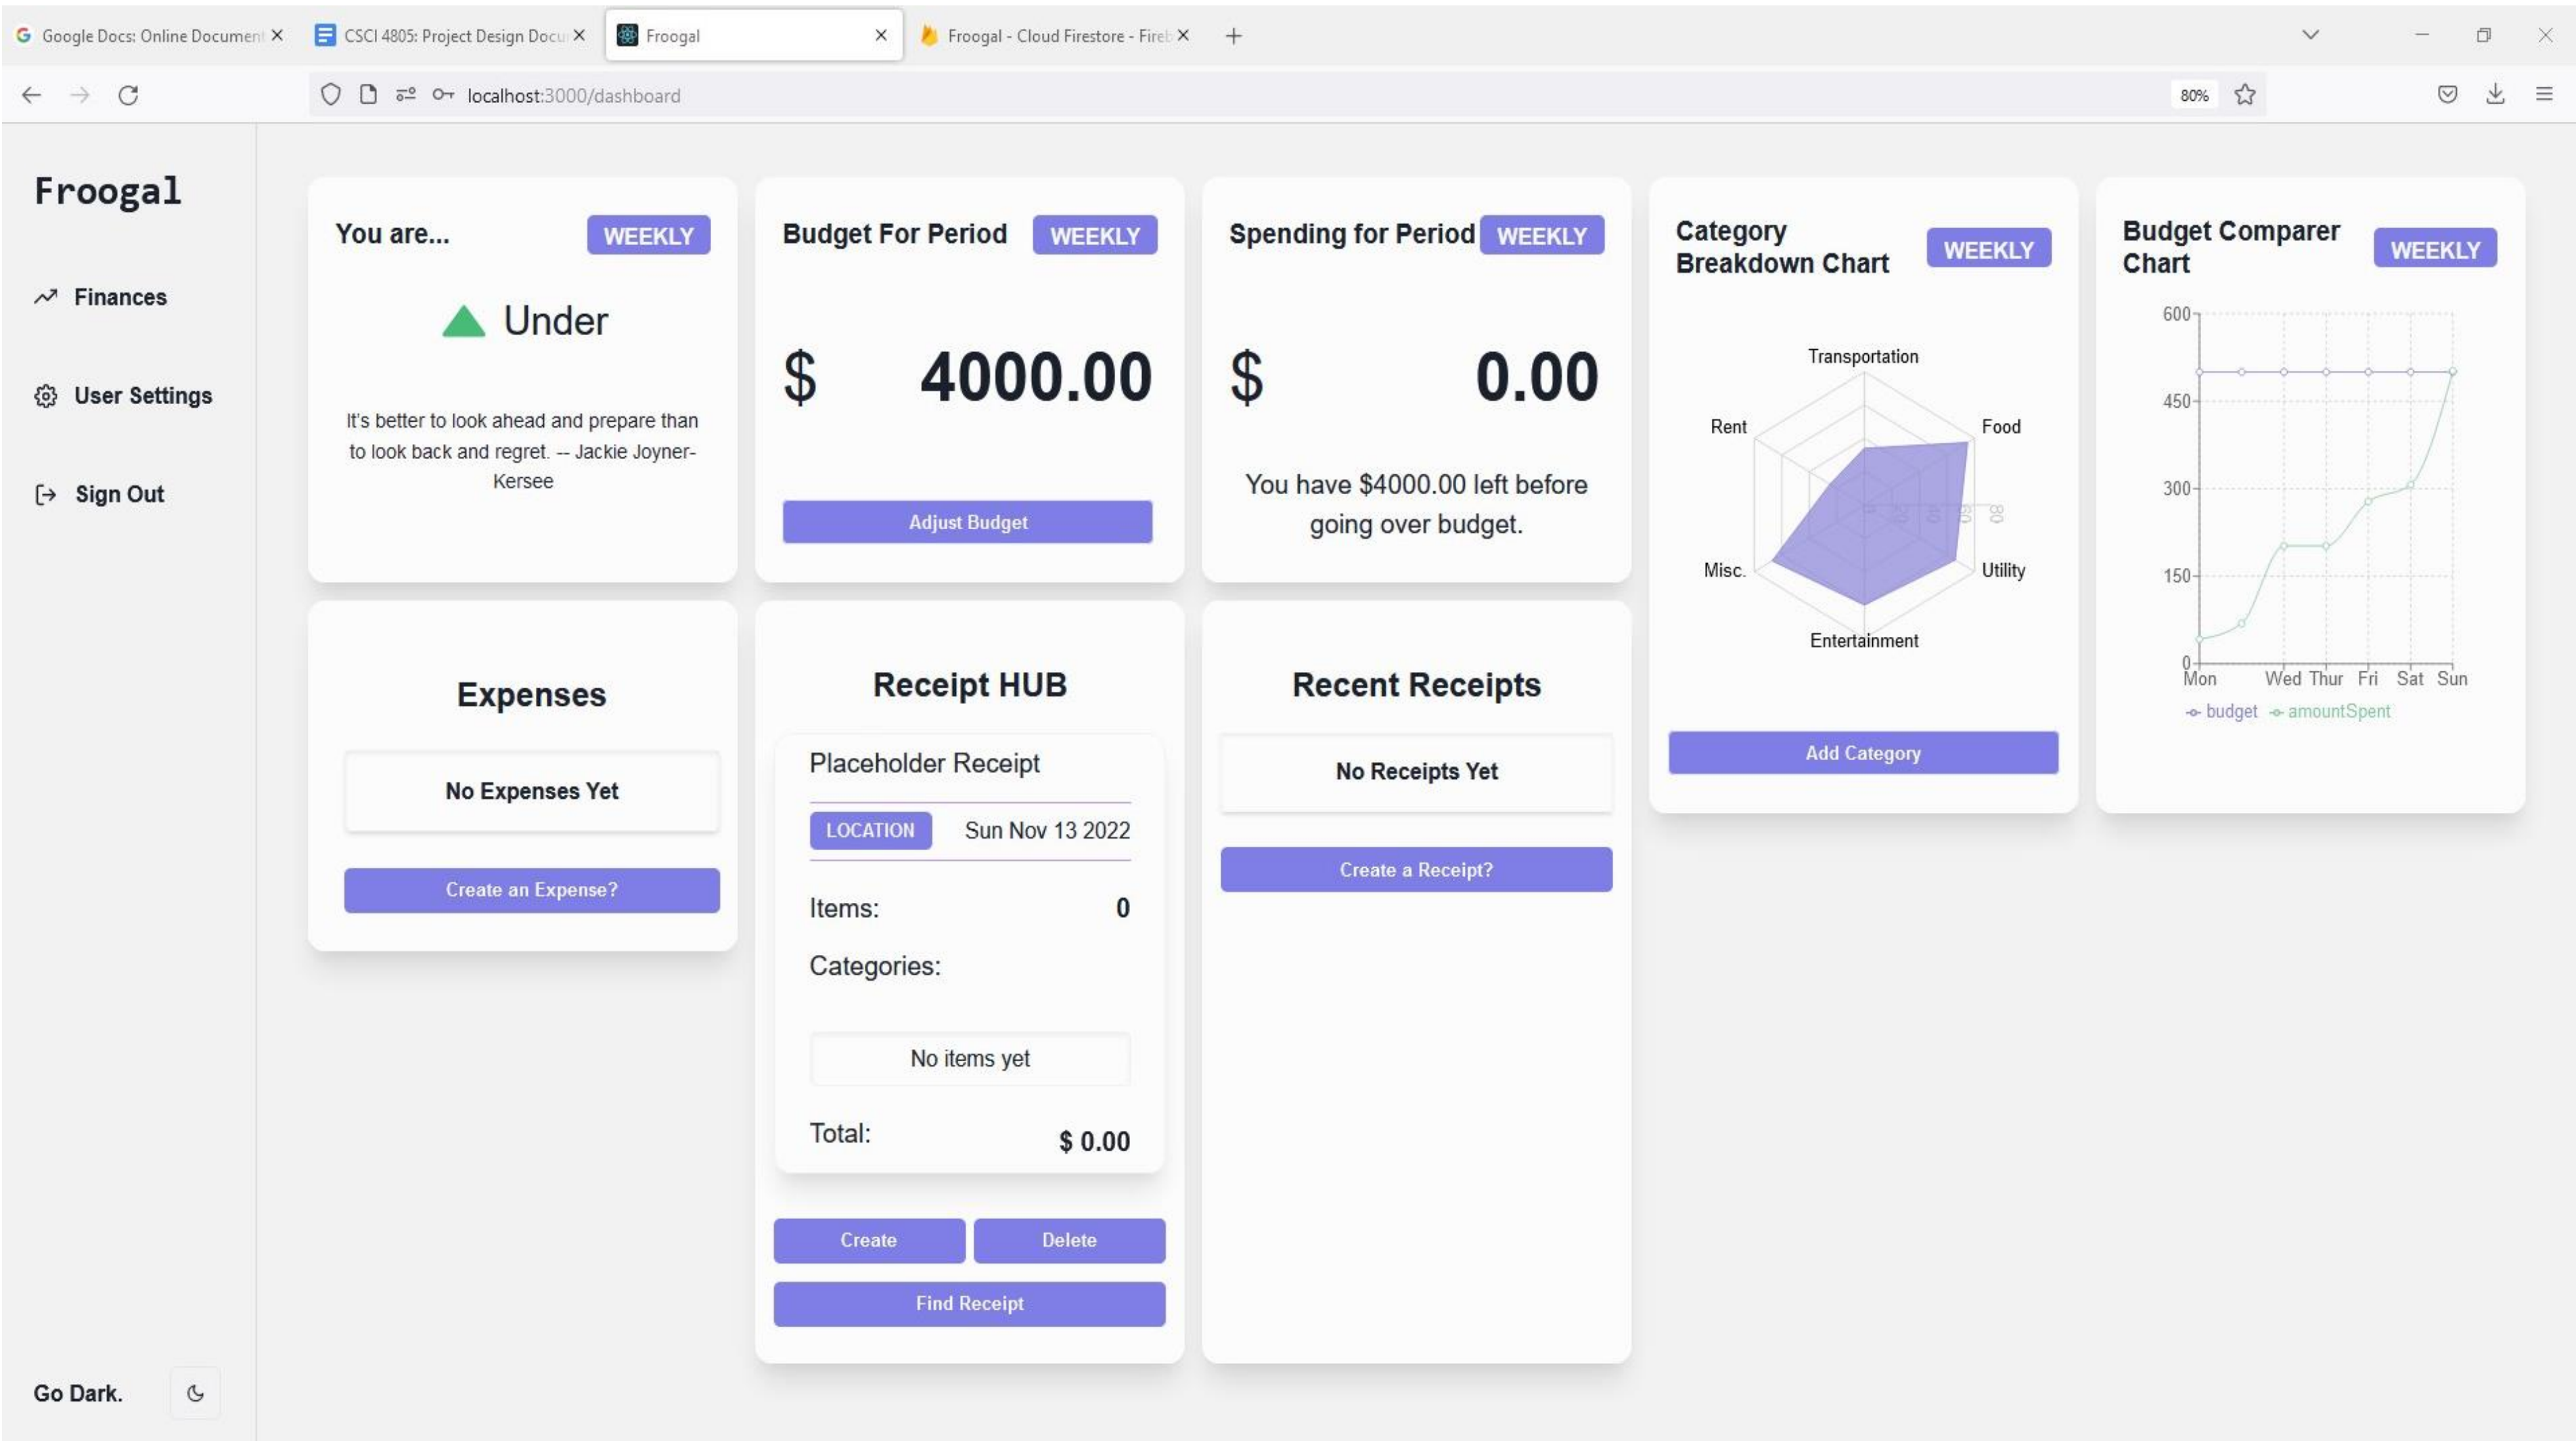 Google Docs: Online Document
CSCI 4805: Project Design Docu
Froogal
Froogal - Cloud Firestore - Fireb
localhost:3000/dashboard
80%
Froogal
Finances
User Settings
Sign Out
Go Dark.
You are...
WEEKLY
Under
It's better to look ahead and prepare than
to look back and regret. -- Jackie Joyner-
Kersee
Budget For Period
WEEKLY
$ 4000.00
Adjust Budget
Spending for Period
WEEKLY
$ 0.00
You have $4000.00 left before
going over budget.
Category
Breakdown Chart
WEEKLY
Transportation
Rent
Food
0 20 40 60 80
Misc.
Utility
Entertainment
Add Category
Budget Comparer
Chart
WEEKLY
600
450
300
150
0
Mon Wed Thur Fri Sat Sun
budget amountSpent
Expenses
No Expenses Yet
Create an Expense?
Receipt HUB
Placeholder Receipt
LOCATION Sun Nov 13 2022
Items: 0
Categories:
No items yet
Total: $ 0.00
Create Delete
Find Receipt
Recent Receipts
No Receipts Yet
Create a Receipt?